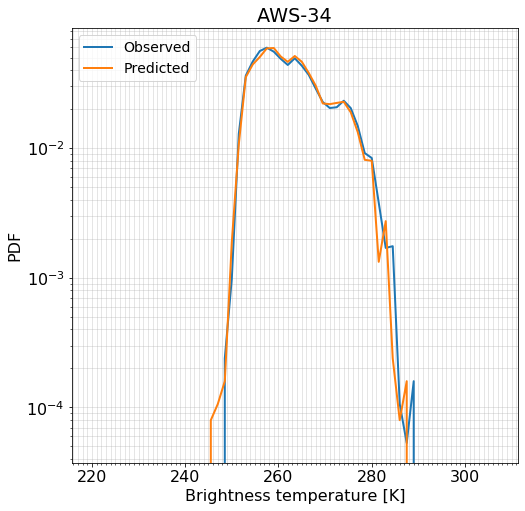 AWS-34
Observed
Predicted
PDF
10⁻²
10⁻³
10⁻⁴
220 240 260 280 300
Brightness temperature [K]